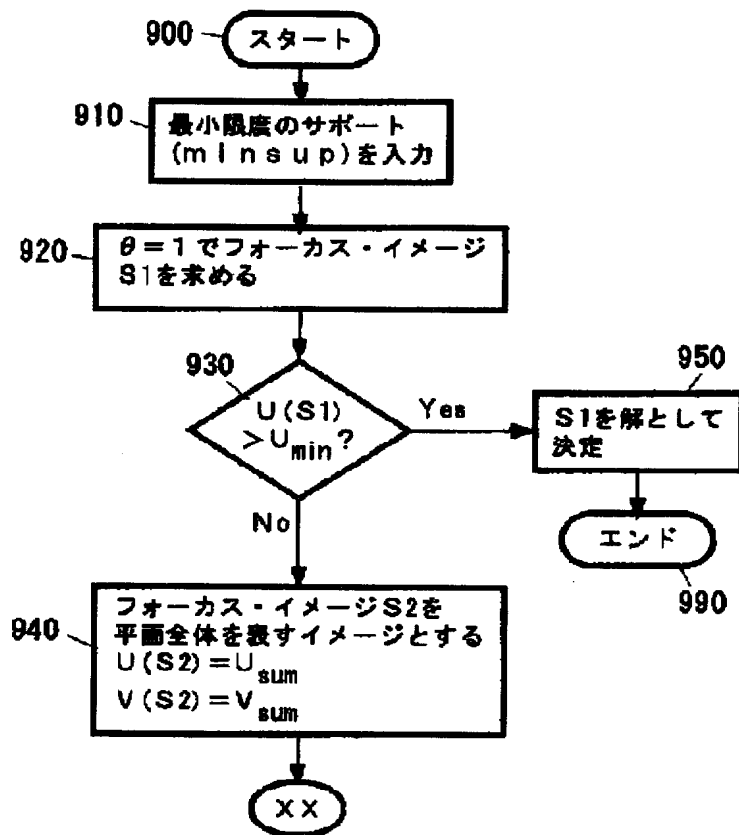 900
スタート
910
最小限度のサポート
(minsup)を入力
920
θ=1でフォーカス・イメージ
S1を求める
930
U(S1)
>Umin?
Yes
950
S1を解として
決定
No
エンド
990
940
フォーカス・イメージS2を
平面全体を表すイメージとする
U(S2)=Usum
V(S2)=Vsum
XX